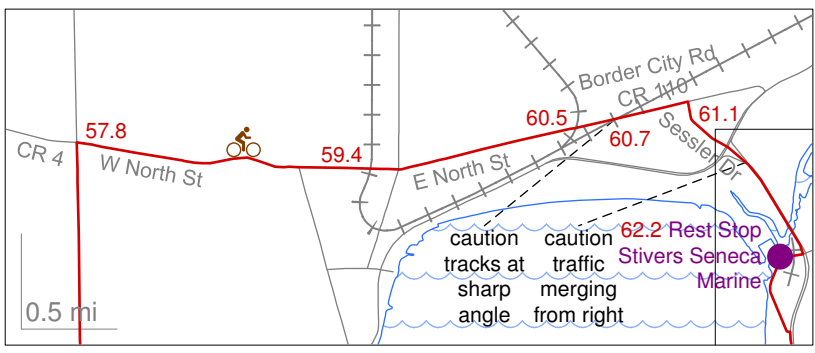 Border City Rd
CR 110
57.8
60.5
61.1
CR 4
W North St
59.4
E North St
60.7
Sessler Dr
caution
tracks at
sharp
angle
caution
traffic
merging
from right
62.2 Rest Stop
Stivers Seneca
Marine
0.5 mi